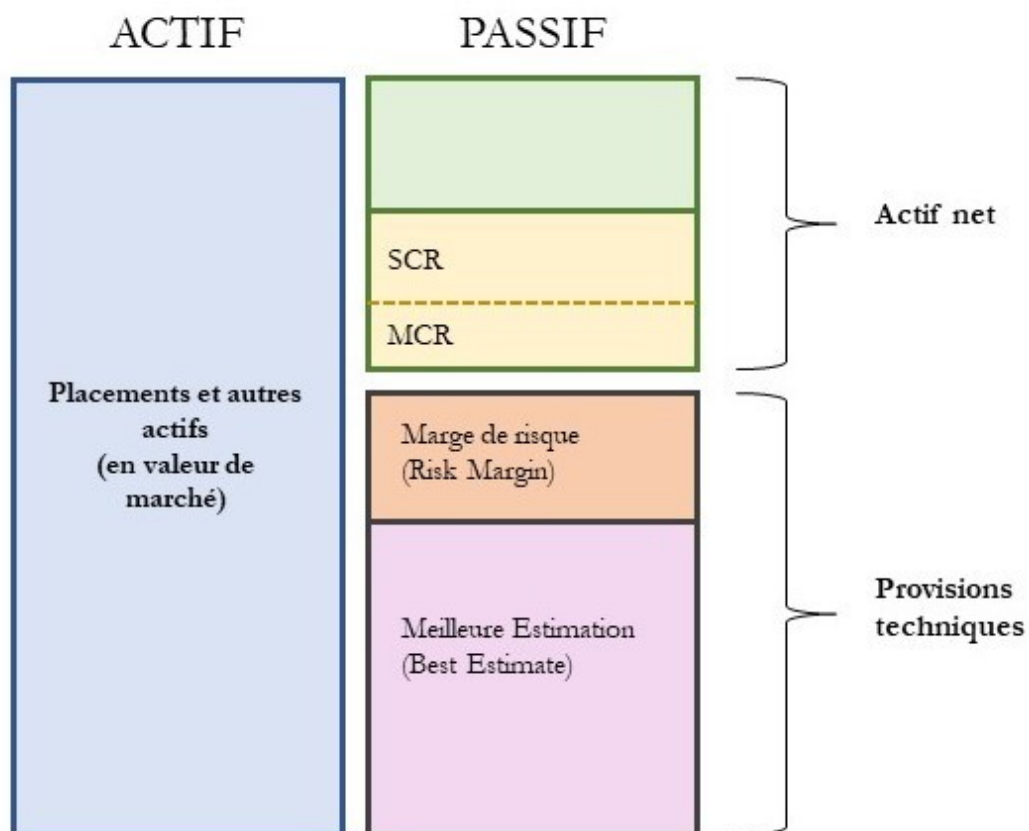 ACTIF
PASSIF
Placements et autres
actifs
(en valeur de
marché)
SCR
MCR
Marge de risque
(Risk Margin)
Meilleure Estimation
(Best Estimate)
Actif net
Provisions
techniques